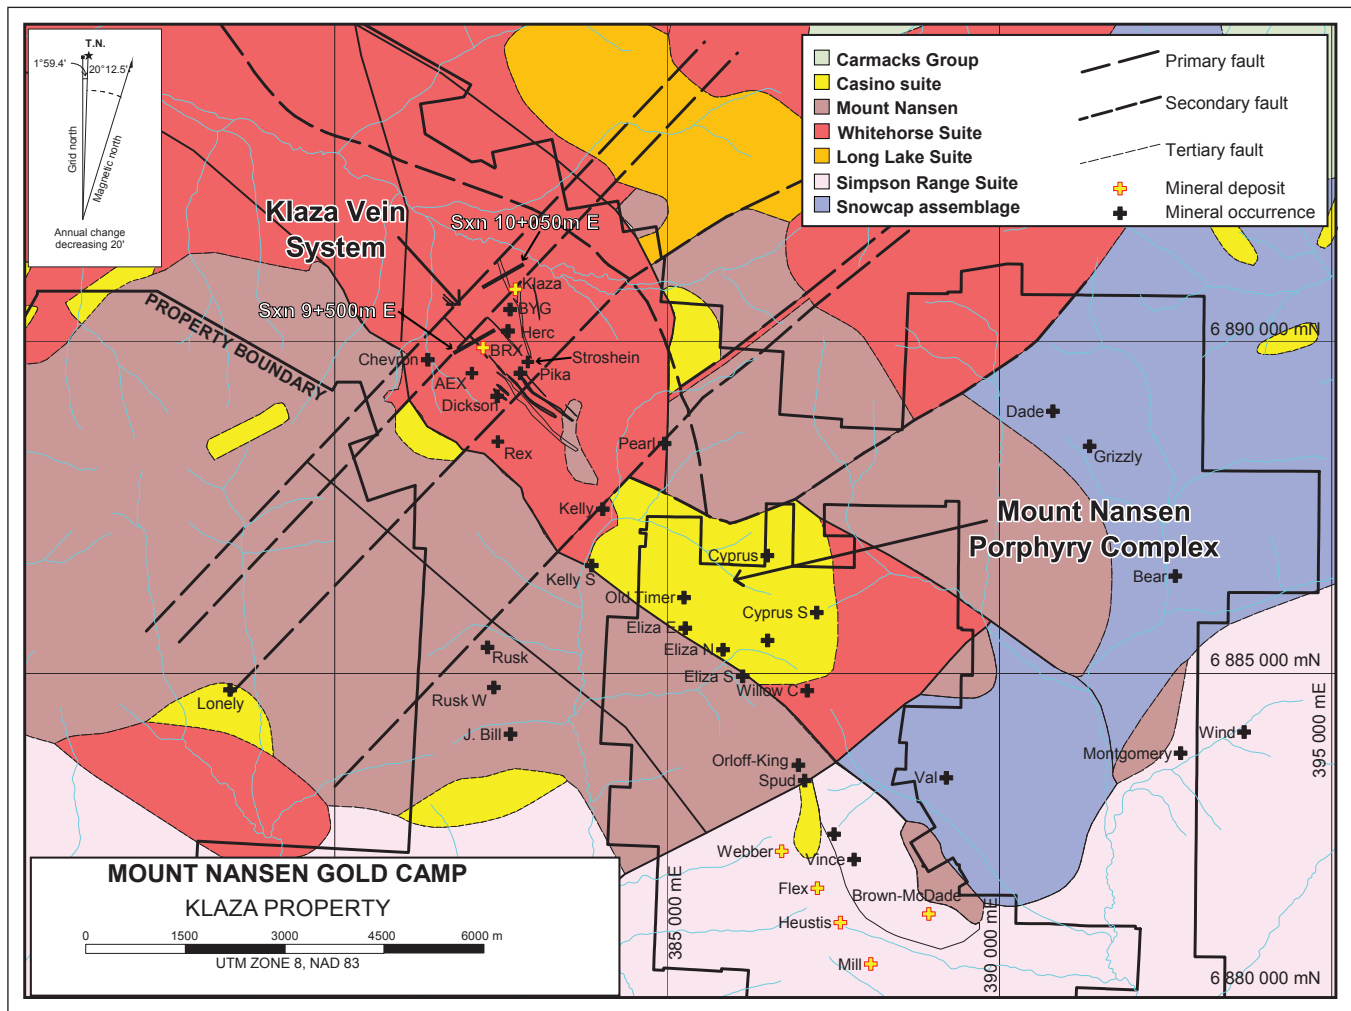 T.N.
1°59.4'
20°12.5'
Grid north
Magnetic north
Annual change
decreasing 20'
Carmacks Group
Casino suite
Mount Nansen
Whitehorse Suite
Long Lake Suite
Simpson Range Suite
Snowcap assemblage
Primary fault
Secondary fault
Tertiary fault
Mineral deposit
Mineral occurrence
Klaza Vein
System
Sxn 10+050m E
Sxn 9+500m E
PROPERTY BOUNDARY
Klaza
BYG
Herc
BRX
Stroshein
Chevron
AEX
Pika
Dickson
Rex
Pearl
Kelly
Kelly S
6 890 000 mN
Dade
Grizzly
Mount Nansen
Porphyry Complex
Bear
Cyprus
Old Timer
Cyprus S
Eliza E
Eliza N
Eliza S
Willow C
Rusk
Rusk W
J. Bill
Lonely
6 885 000 mN
395 000 mE
Wind
Montgomery
Orloff-King
Spud
Val
Webber
Vince
Flex
Brown-McDade
Heustis
Mill
385 000 mE
390 000 mE
6 880 000 mN
MOUNT NANSEN GOLD CAMP
KLAZA PROPERTY
0 1500 3000 4500 6000 m
UTM ZONE 8, NAD 83